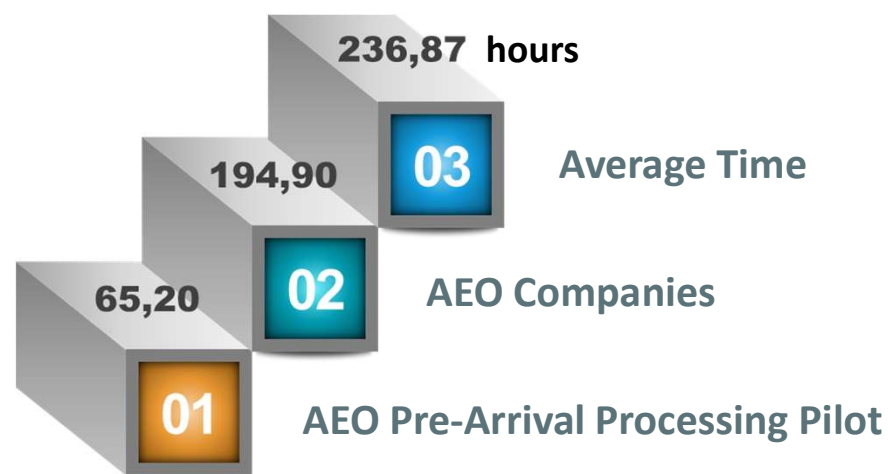 236,87 hours
03
Average Time
194,90
02
AEO Companies
65,20
01
AEO Pre-Arrival Processing Pilot